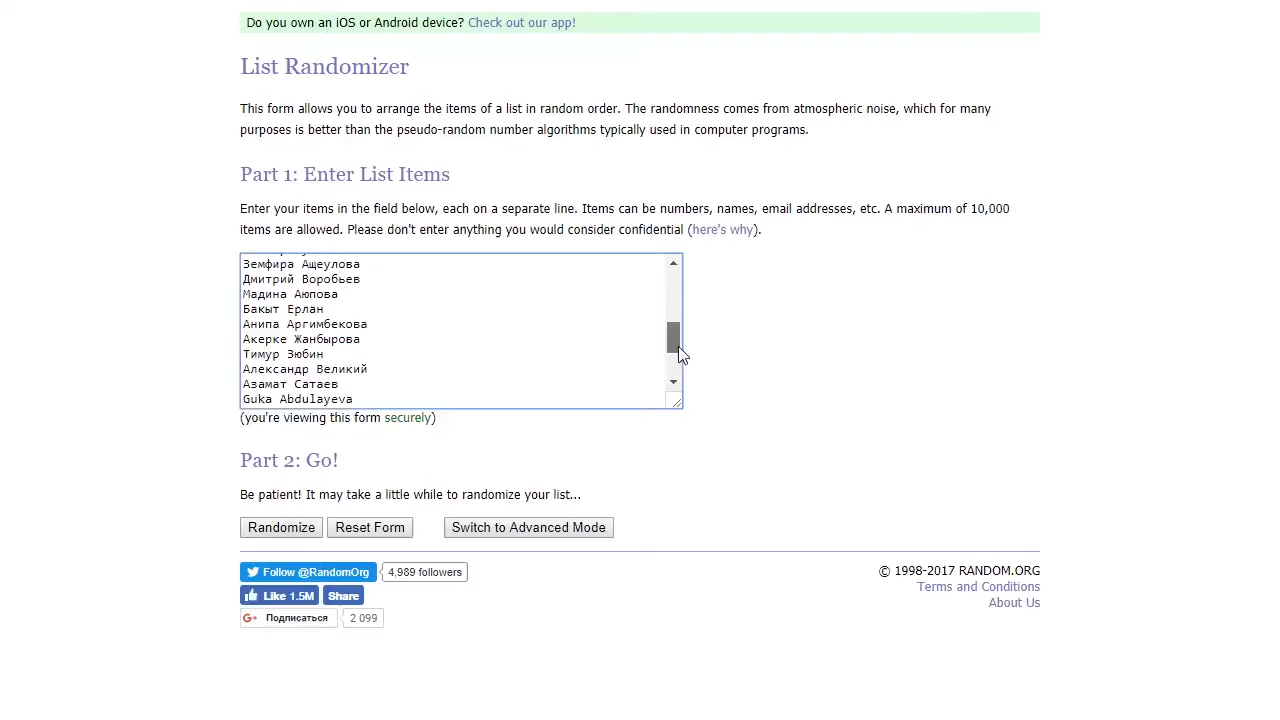 Do you own an iOS or Android device? Check out our app!
List Randomizer
This form allows you to arrange the items of a list in random order. The randomness comes from atmospheric noise, which for many
purposes is better than the pseudo-random number algorithms typically used in computer programs.
Part 1: Enter List Items
Enter your items in the field below, each on a separate line. Items can be numbers, names, email addresses, etc. A maximum of 10,000
items are allowed. Please don't enter anything you would consider confidential (here's why).
Земфира Ащеулова
Дмитрий Воробьев
Мадина Аюпова
Бакыт Ерлан
Анипа Аргимбекова
Акерке Жанбырова
Тимур Зюбин
Александр Великий
Азамат Сатаев
Guka Abdulayeva
(you're viewing this form securely)
Part 2: Go!
Be patient! It may take a little while to randomize your list...
Randomize Reset Form Switch to Advanced Mode
Follow @RandomOrg 4,989 followers
© 1998-2017 RANDOM.ORG
Terms and Conditions
Like 1.5M Share
About Us
G+ Подписаться 2 099